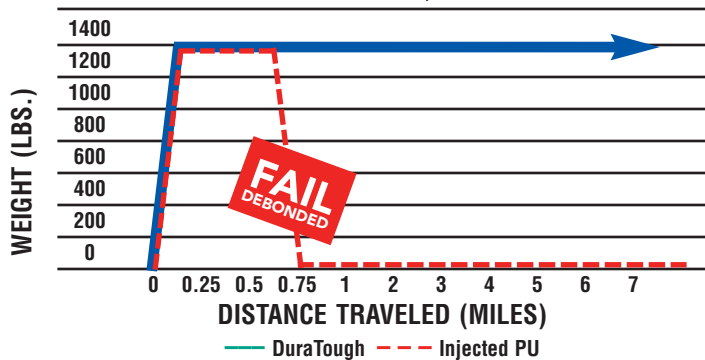 1400
1200
1000
800
600
400
200
0
WEIGHT (LBS.)
FAIL
DEBONDED
0 0.25 0.5 0.75 1 2 3 4 5 6 7
DISTANCE TRAVELED (MILES)
DuraTough Injected PU